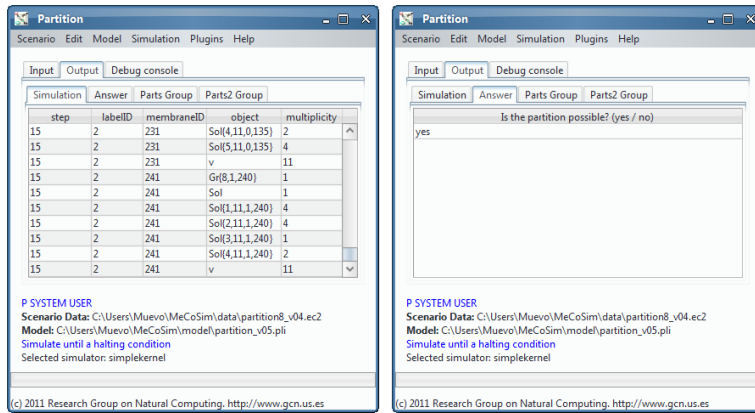 Partition
Scenario Edit Model Simulation Plugins Help
Input Output Debug console
Simulation Answer Parts Group Parts2 Group
step labelID membraneID object multiplicity
15 2 231 Sol{4,11,0,135} 2
15 2 231 Sol{5,11,0,135} 4
15 2 231 v 11
15 2 241 Gr{8,1,240} 1
15 2 241 Sol 1
15 2 241 Sol{1,11,1,240} 4
15 2 241 Sol{2,11,1,240} 4
15 2 241 Sol{3,11,1,240} 1
15 2 241 Sol{4,11,1,240} 2
15 2 241 v 11
P SYSTEM USER
Scenario Data: C:\Users\Muevo\MeCoSim\data\partition8_v04.ec2
Model: C:\Users\Muevo\MeCoSim\model\partition_v05.pli
Simulate until a halting condition
Selected simulator: simplekernel
(c) 2011 Research Group on Natural Computing. http://www.gcn.us.es
Partition
Scenario Edit Model Simulation Plugins Help
Input Output Debug console
Simulation Answer Parts Group Parts2 Group
Is the partition possible? (yes / no)
yes
P SYSTEM USER
Scenario Data: C:\Users\Muevo\MeCoSim\data\partition8_v04.ec2
Model: C:\Users\Muevo\MeCoSim\model\partition_v05.pli
Simulate until a halting condition
Selected simulator: simplekernel
(c) 2011 Research Group on Natural Computing. http://www.gcn.us.es